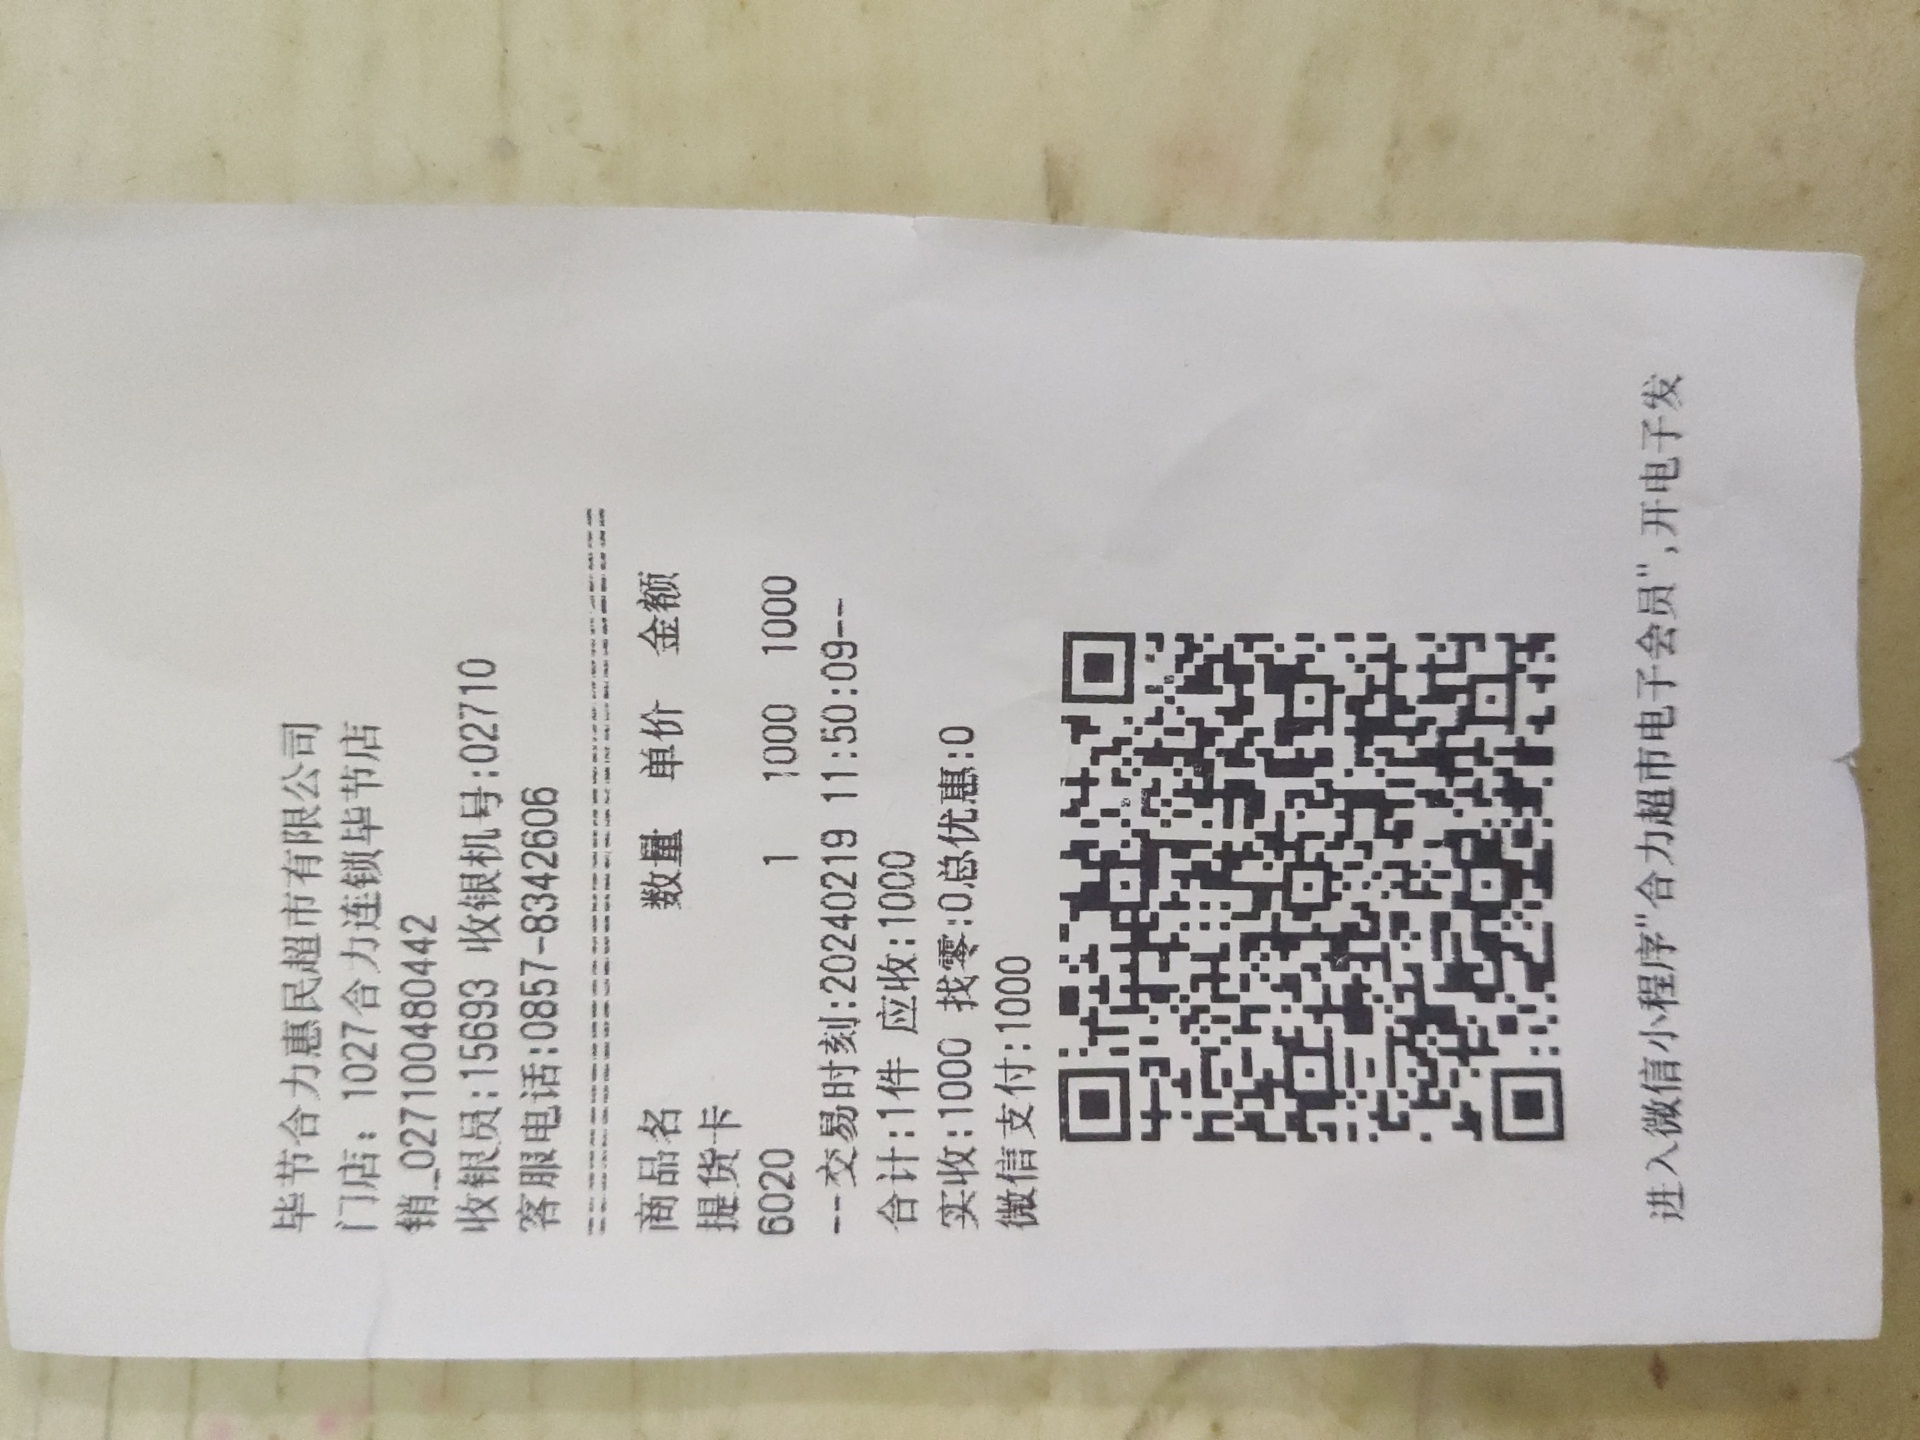 毕节合力惠民超市有限公司
门店：1027合力连锁毕节店
销_02710O480442
收银员:15693 收银机号:02710
客服电话:0857-8342606
商品名 数量 单价 金额
提货卡
6020 1 1000 1000
--交易时刻:20240219 11:50:09--
合计:1件 应收:1000
实收:1000 找零:0总优惠:0
微信支付:1000
进入微信小程序"合力超市电子会员",开电子发